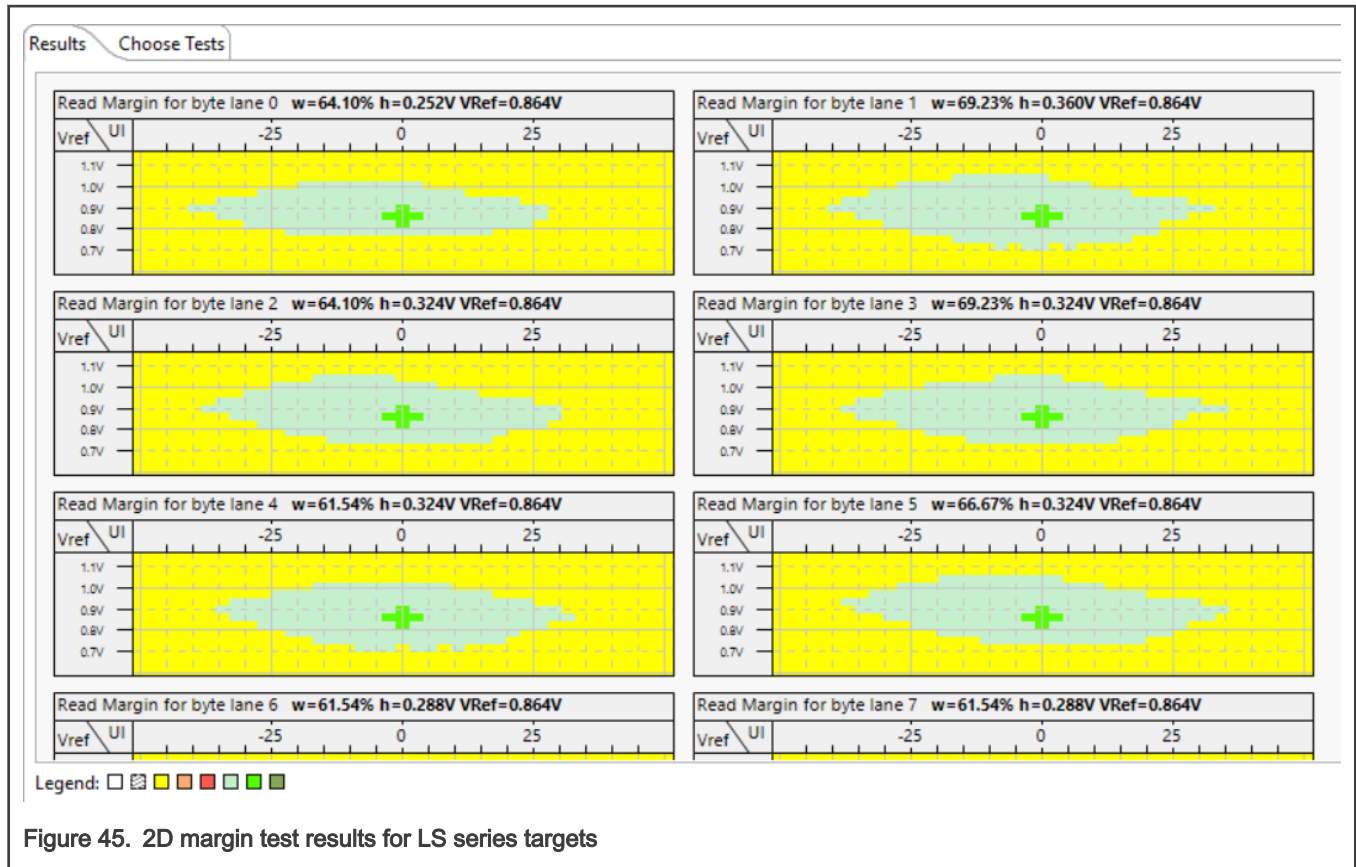 Results Choose Tests
Read Margin for byte lane 0 w=64.10% h=0.252V VRef=0.864V
Vref UI -25 0 25
1.1V
1.0V
0.9V
0.8V
0.7V
Read Margin for byte lane 1 w=69.23% h=0.360V VRef=0.864V
Vref UI -25 0 25
1.1V
1.0V
0.9V
0.8V
0.7V
Read Margin for byte lane 2 w=64.10% h=0.324V VRef=0.864V
Vref UI -25 0 25
1.1V
1.0V
0.9V
0.8V
0.7V
Read Margin for byte lane 3 w=69.23% h=0.324V VRef=0.864V
Vref UI -25 0 25
1.1V
1.0V
0.9V
0.8V
0.7V
Read Margin for byte lane 4 w=61.54% h=0.324V VRef=0.864V
Vref UI -25 0 25
1.1V
1.0V
0.9V
0.8V
0.7V
Read Margin for byte lane 5 w=66.67% h=0.324V VRef=0.864V
Vref UI -25 0 25
1.1V
1.0V
0.9V
0.8V
0.7V
Read Margin for byte lane 6 w=61.54% h=0.288V VRef=0.864V
Vref UI -25 0 25
Read Margin for byte lane 7 w=61.54% h=0.288V VRef=0.864V
Vref UI -25 0 25
Legend:
Figure 45. 2D margin test results for LS series targets